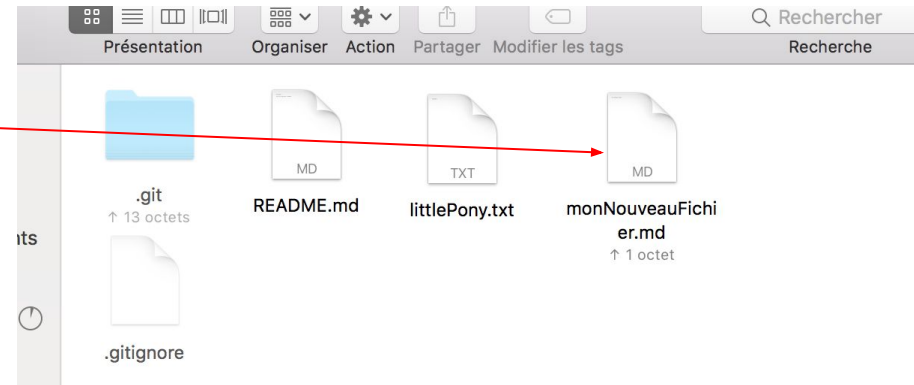 Rechercher
Présentation
Organiser
Action
Partager
Modifier les tags
Recherche
MD
TXT
MD
.git
↑ 13 octets
README.md
littlePony.txt
monNouveauFichi
er.md
↑ 1 octet
nts
.gitignore